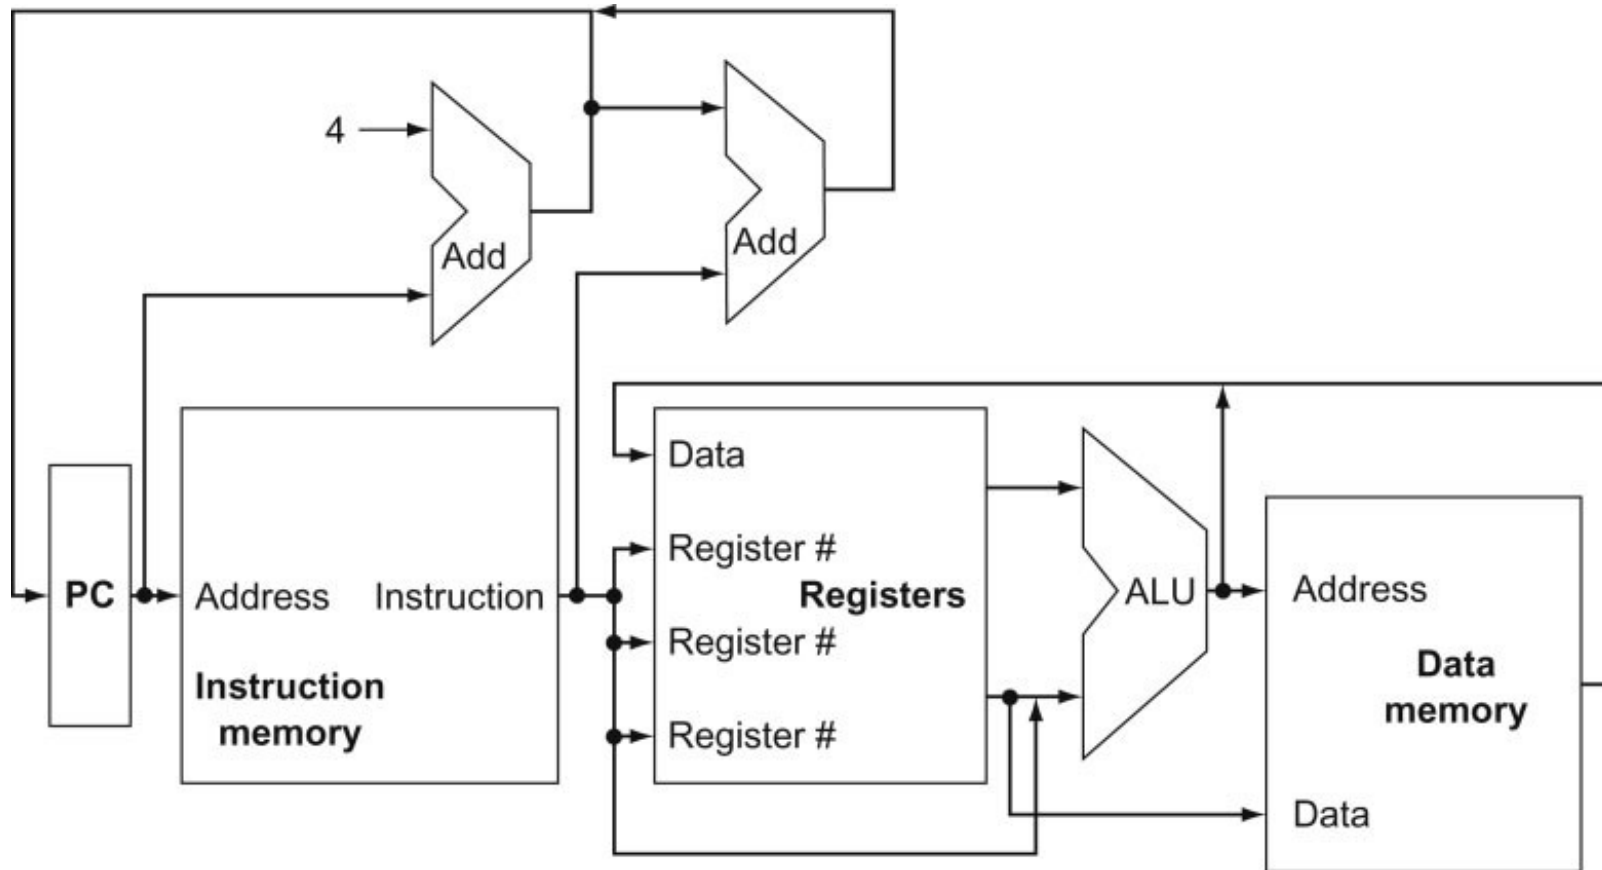 4
Add
Add
PC
Address
Instruction
Instruction
memory
Data
Register #
Registers
Register #
Register #
ALU
Address
Data
memory
Data